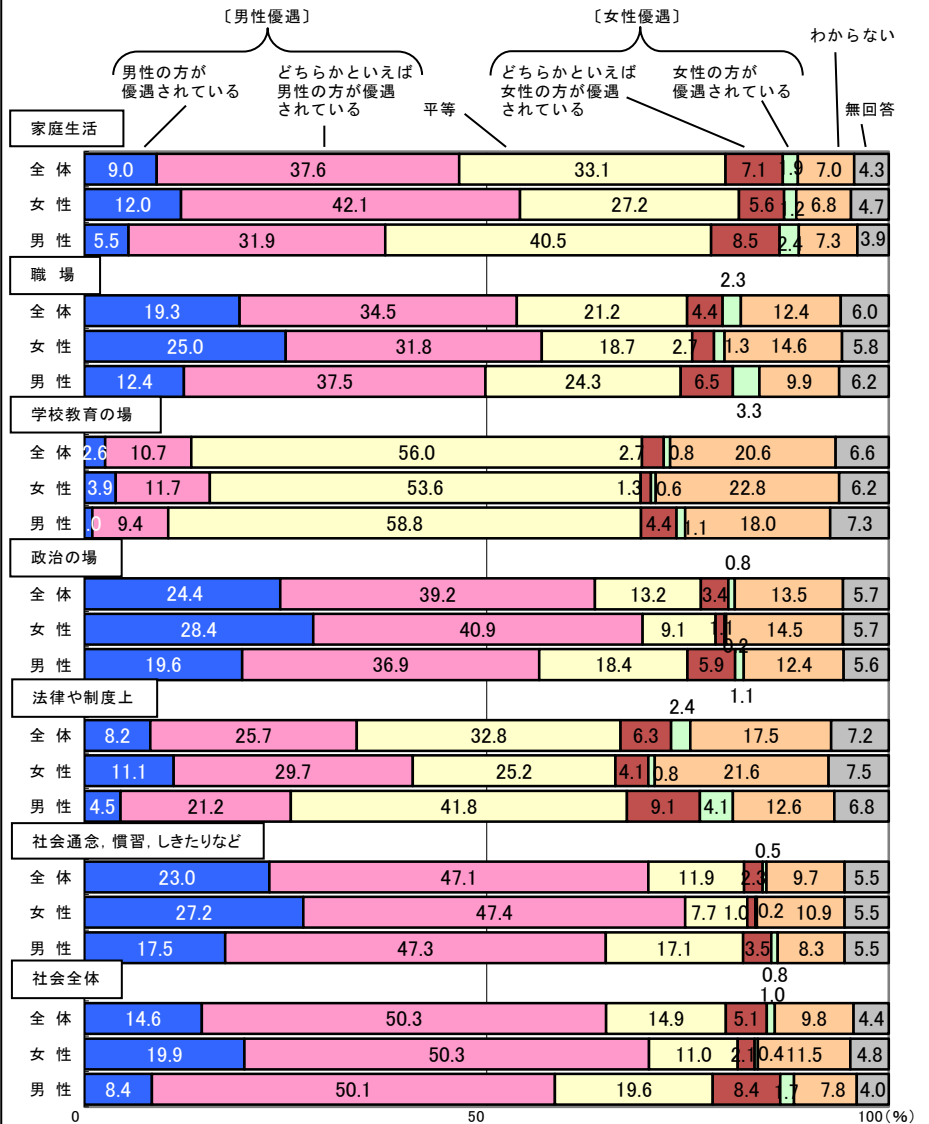 〔男性優遇〕
〔女性優遇〕
わからない
男性の方が
優遇されている
どちらかといえば
男性の方が優遇
されている
平等
どちらかといえば
女性の方が優遇
されている
女性の方が
優遇されている
無回答
家庭生活
全 体 9.0 37.6 33.1 7.1 1.9 7.0 4.3
女 性 12.0 42.1 27.2 5.6 1.2 6.8 4.7
男 性 5.5 31.9 40.5 8.5 2.4 7.3 3.9
職 場
2.3
全 体 19.3 34.5 21.2 4.4 12.4 6.0
女 性 25.0 31.8 18.7 2.7 1.3 14.6 5.8
男 性 12.4 37.5 24.3 6.5 9.9 6.2
3.3
学校教育の場
全 体 2.6 10.7 56.0 2.7 0.8 20.6 6.6
女 性 3.9 11.7 53.6 1.3 0.6 22.8 6.2
男 性 .0 9.4 58.8 4.4 1.1 18.0 7.3
政治の場
0.8
全 体 24.4 39.2 13.2 3.4 13.5 5.7
女 性 28.4 40.9 9.1 1.1 14.5 5.7
0.2
男 性 19.6 36.9 18.4 5.9 12.4 5.6
1.1
法律や制度上
2.4
全 体 8.2 25.7 32.8 6.3 17.5 7.2
女 性 11.1 29.7 25.2 4.1 0.8 21.6 7.5
男 性 4.5 21.2 41.8 9.1 4.1 12.6 6.8
社会通念，慣習，しきたりなど
0.5
全 体 23.0 47.1 11.9 2.3 9.7 5.5
女 性 27.2 47.4 7.7 1.0 0.2 10.9 5.5
男 性 17.5 47.3 17.1 3.5 8.3 5.5
0.8
社会全体
1.0
全 体 14.6 50.3 14.9 5.1 9.8 4.4
女 性 19.9 50.3 11.0 2.1 0.4 11.5 4.8
男 性 8.4 50.1 19.6 8.4 1.7 7.8 4.0
0 50 100(%)